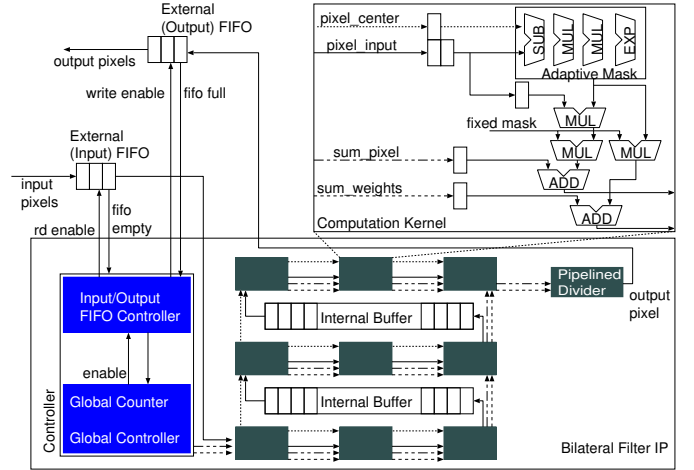 External
(Output) FIFO
output pixels
write enable
fifo full
External
(Input) FIFO
input
pixels
rd enable
fifo
empty
pixel_center
pixel_input
SUB
MUL
MUL
EXP
Adaptive Mask
MUL
fixed mask
MUL
MUL
sum_pixel
ADD
sum_weights
ADD
Computation Kernel
Input/Output
FIFO Controller
enable
Global Counter
Global Controller
Controller
Internal Buffer
Internal Buffer
Pipelined
Divider
output
pixel
Bilateral Filter IP